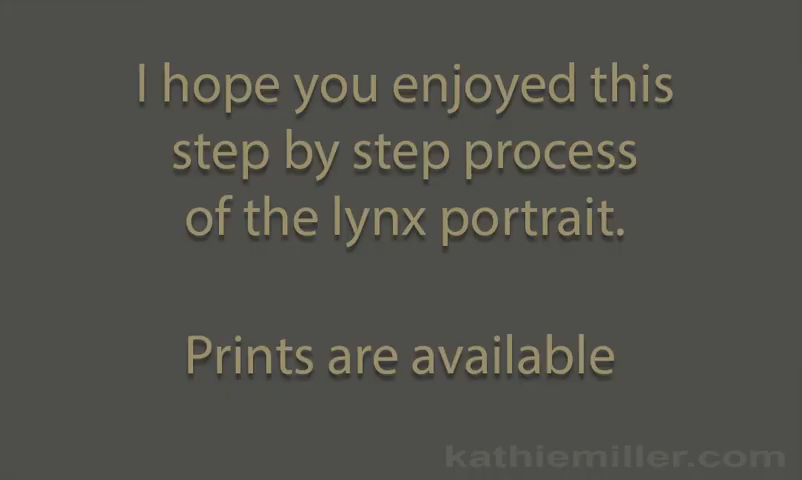 I hope you enjoyed this
step by step process
of the lynx portrait.
Prints are available
kathiemiller.com